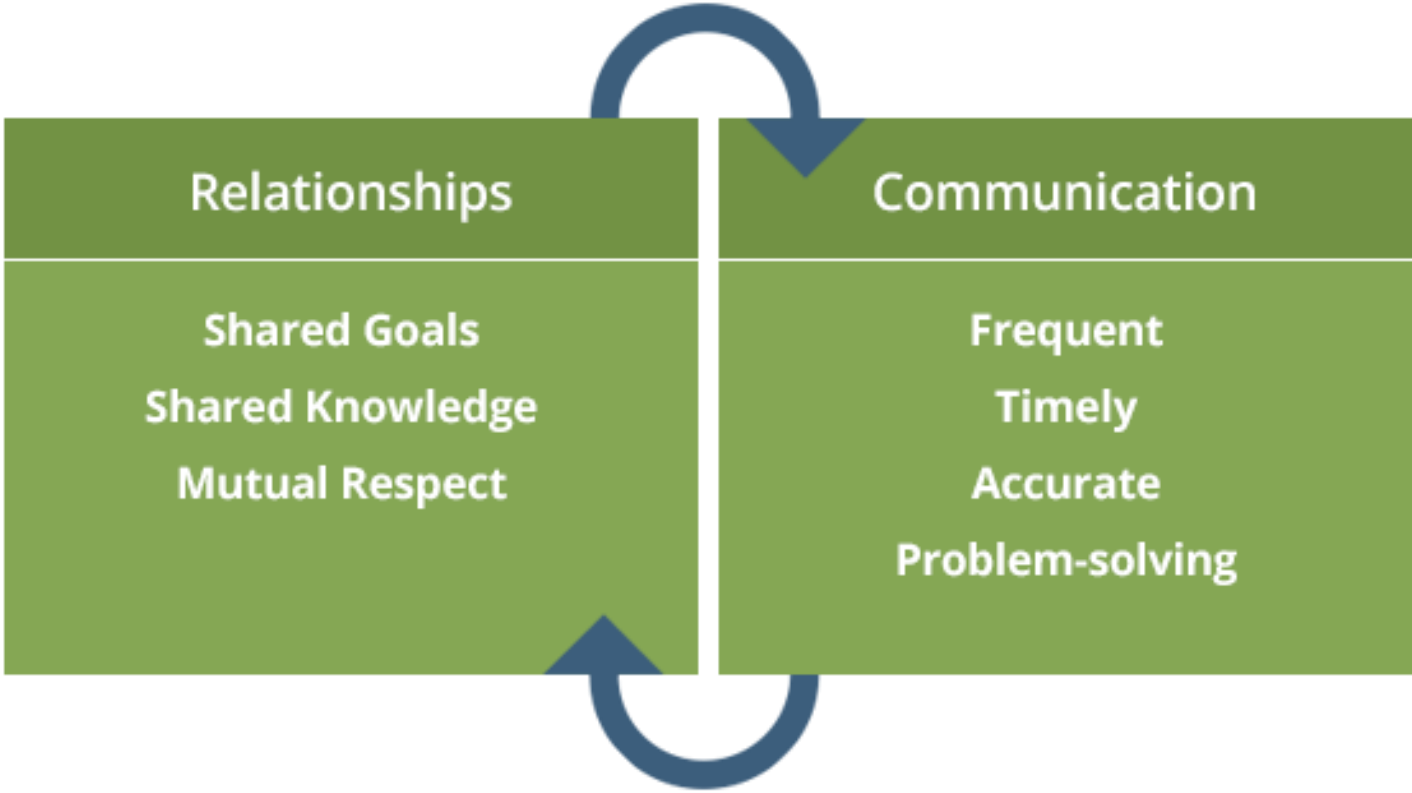 Relationships
Shared Goals
Shared Knowledge
Mutual Respect
Communication
Frequent
Timely
Accurate
Problem-solving